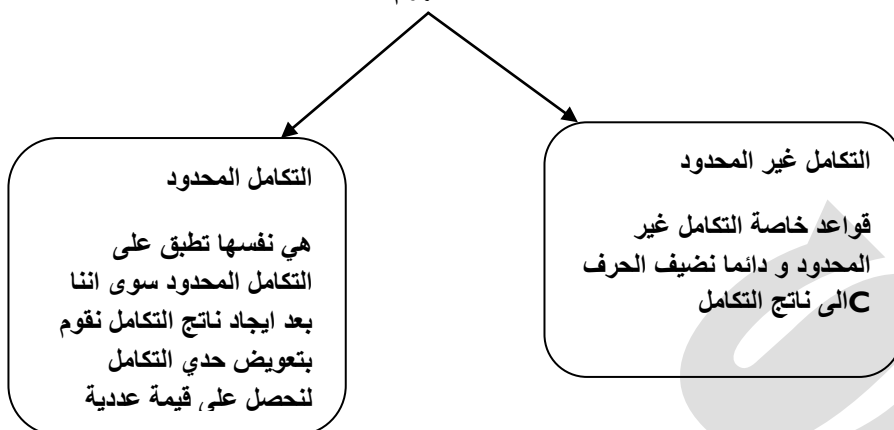 التكامل غير المحدود
قواعد خاصة التكامل غير
المحدود و دائما نضيف الحرف
Cالى ناتج التكامل
التكامل المحدود
هي نفسها تطبق على
التكامل المحدود سوى اننا
بعد ايجاد ناتج التكامل نقوم
بتعويض حدي التكامل
لنحصل على قيمة عددية